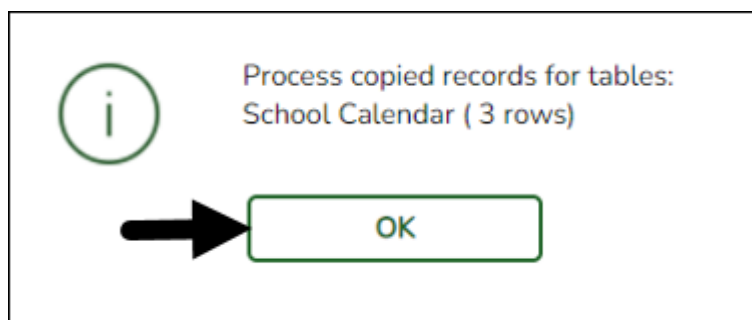 Process copied records for tables:
School Calendar ( 3 rows)
OK